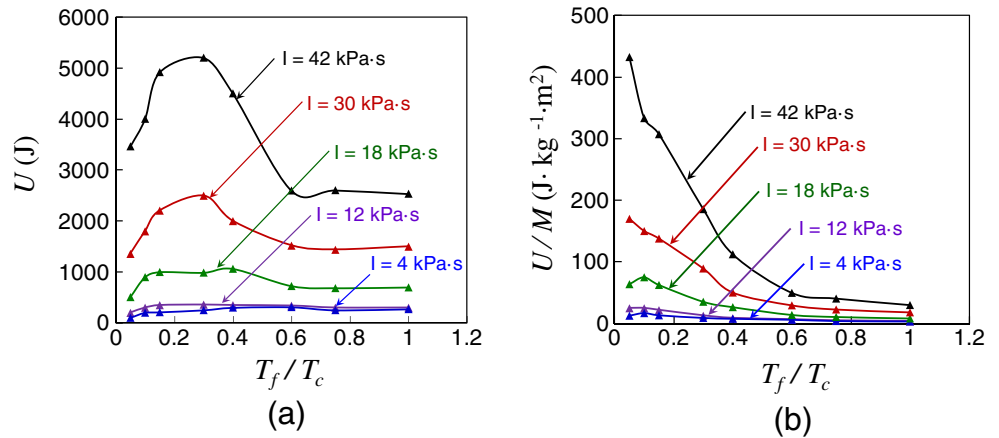 6000
5000
4000
3000
2000
1000
0
U (J)
I = 42 kPa·s
I = 30 kPa·s
I = 18 kPa·s
I = 12 kPa·s
I = 4 kPa·s
0 0.2 0.4 0.6 0.8 1 1.2
T_f / T_c
(a)
500
400
300
200
100
50
0
U / M (J· kg ⁻¹·m²)
I = 42 kPa·s
I = 30 kPa·s
I = 18 kPa·s
I = 12 kPa·s
I = 4 kPa·s
0 0.2 0.4 0.6 0.8 1 1.2
T_f / T_c
(b)